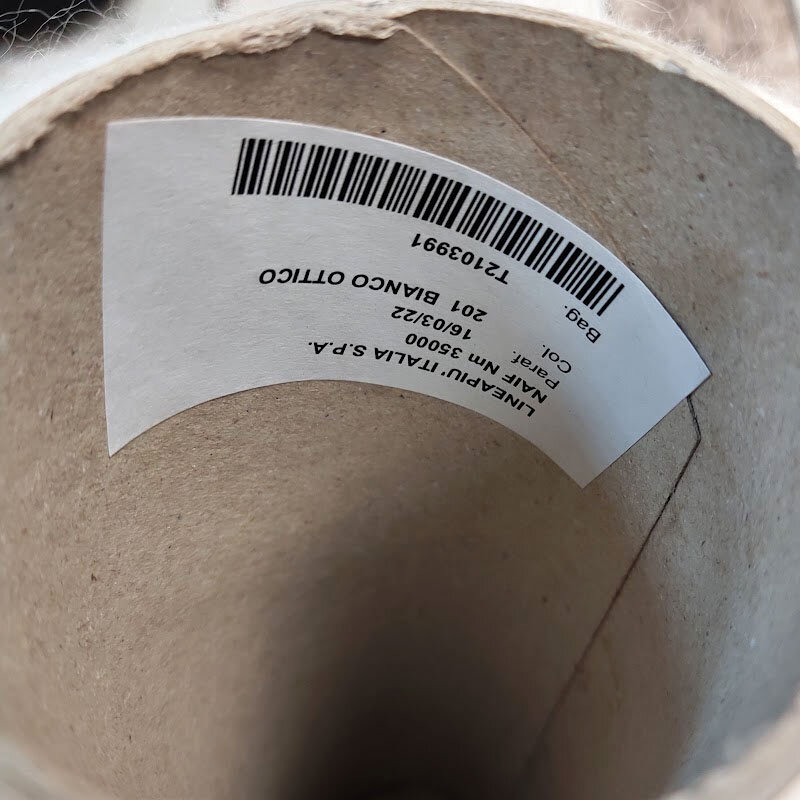 LINEAPIU' ITALIA S.P.A.
NAIF Nm 35000
Paraf. 16/03/22
Col. 201 BIANCO OTTICO
Bag. T2103991